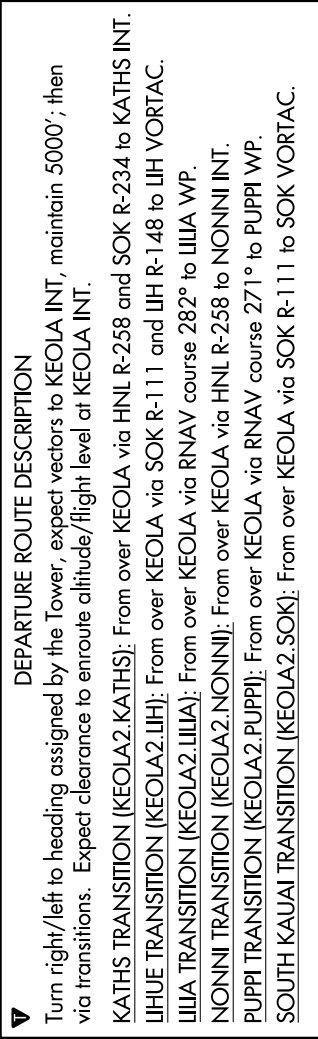 DEPARTURE ROUTE DESCRIPTION
T
Turn right/left to heading assigned by the Tower, expect vectors to KEOLA INT, maintain 5000'; then
via transitions. Expect clearance to enroute altitude/flight level at KEOLA INT.
KATHS TRANSITION (KEOLA2.KATHS): From over KEOLA via HNL R-258 and SOK R-234 to KATHS INT.
LIHUE TRANSITION (KEOLA2.LIH): From over KEOLA via SOK R-111 and LIH R-148 to LIH VORTAC.
LILIA TRANSITION (KEOLA2.LILIA): From over KEOLA via RNAV course 282° to LILIA WP.
NONNI TRANSITION (KEOLA2.NONNI): From over KEOLA via HNL R-258 to NONNI INT.
PUPPI TRANSITION (KEOLA2.PUPPI): From over KEOLA via RNAV course 271° to PUPPI WP.
SOUTH KAUAI TRANSITION (KEOLA2.SOK): From over KEOLA via SOK R-111 to SOK VORTAC.